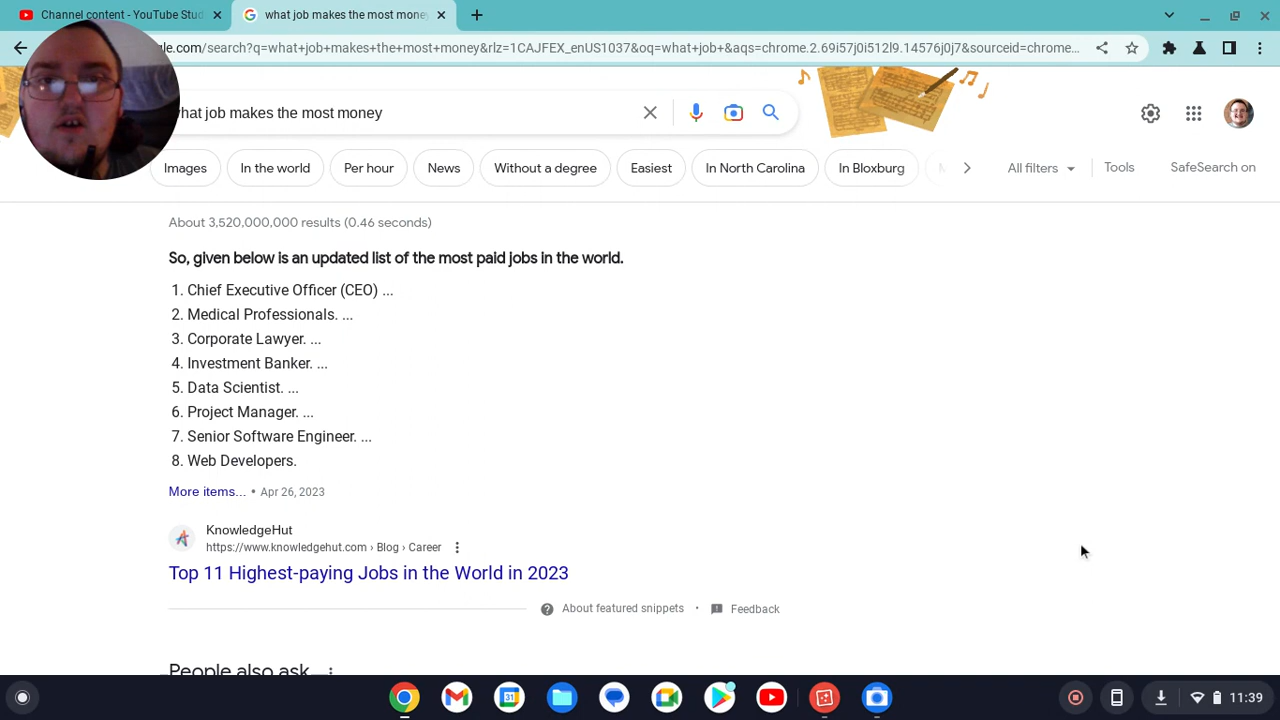 Channel content - YouTube Stud
what job makes the most money
le.com/search?q=what+job+makes+the+most+money&rlz=1CAJFEX_enUS1037&oq=what+job+&aqs=chrome.2.69i57j0i512l9.14576j0j7&sourceid=chrome...
hat job makes the most money
Images
In the world
Per hour
News
Without a degree
Easiest
In North Carolina
In Bloxburg
All filters
Tools
SafeSearch on
About 3,520,000,000 results (0.46 seconds)
So, given below is an updated list of the most paid jobs in the world.
1. Chief Executive Officer (CEO) ...
2. Medical Professionals. ...
3. Corporate Lawyer. ...
4. Investment Banker. ...
5. Data Scientist. ...
6. Project Manager. ...
7. Senior Software Engineer. ...
8. Web Developers.
More items... • Apr 26, 2023
KnowledgeHut
https://www.knowledgehut.com › Blog › Career
Top 11 Highest-paying Jobs in the World in 2023
About featured snippets • Feedback
People also ask
31
11:39